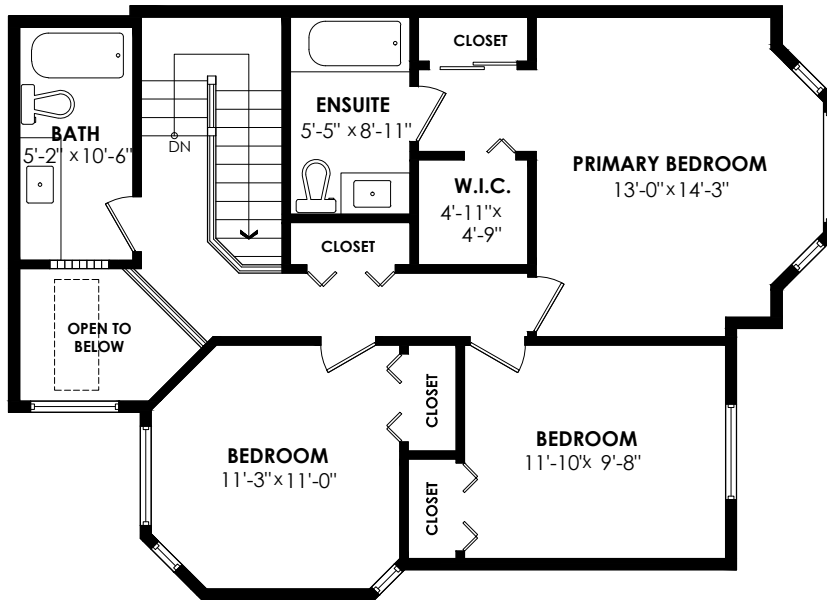 CLOSET
ENSUITE
5'-5" x 8'-11"
BATH
5'-2" x 10'-6"
DN
PRIMARY BEDROOM
13'-0" x 14'-3"
W.I.C.
4'-11" x
4'-9"
CLOSET
OPEN TO
BELOW
CLOSET
BEDROOM
11'-3" x 11'-0"
BEDROOM
11'-10" x 9'-8"
CLOSET